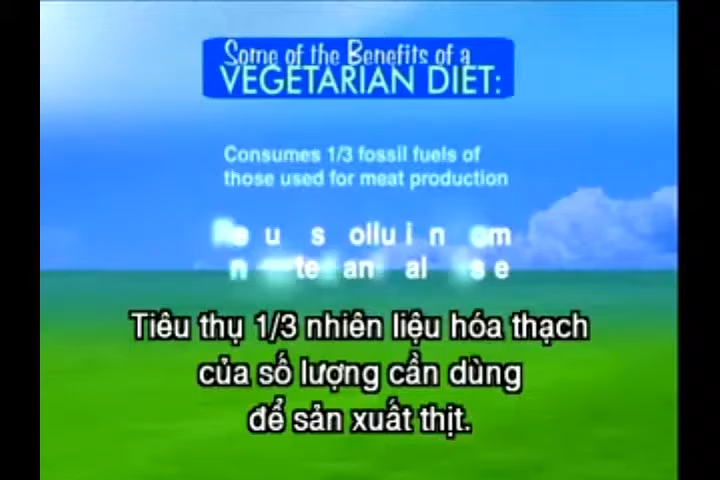 Some of the Benefits of a
VEGETARIAN DIET:
Consumes 1/3 fossil fuels of
those used for meat production
Tiêu thụ 1/3 nhiên liệu hóa thạch
của số lượng cần dùng
để sản xuất thịt.